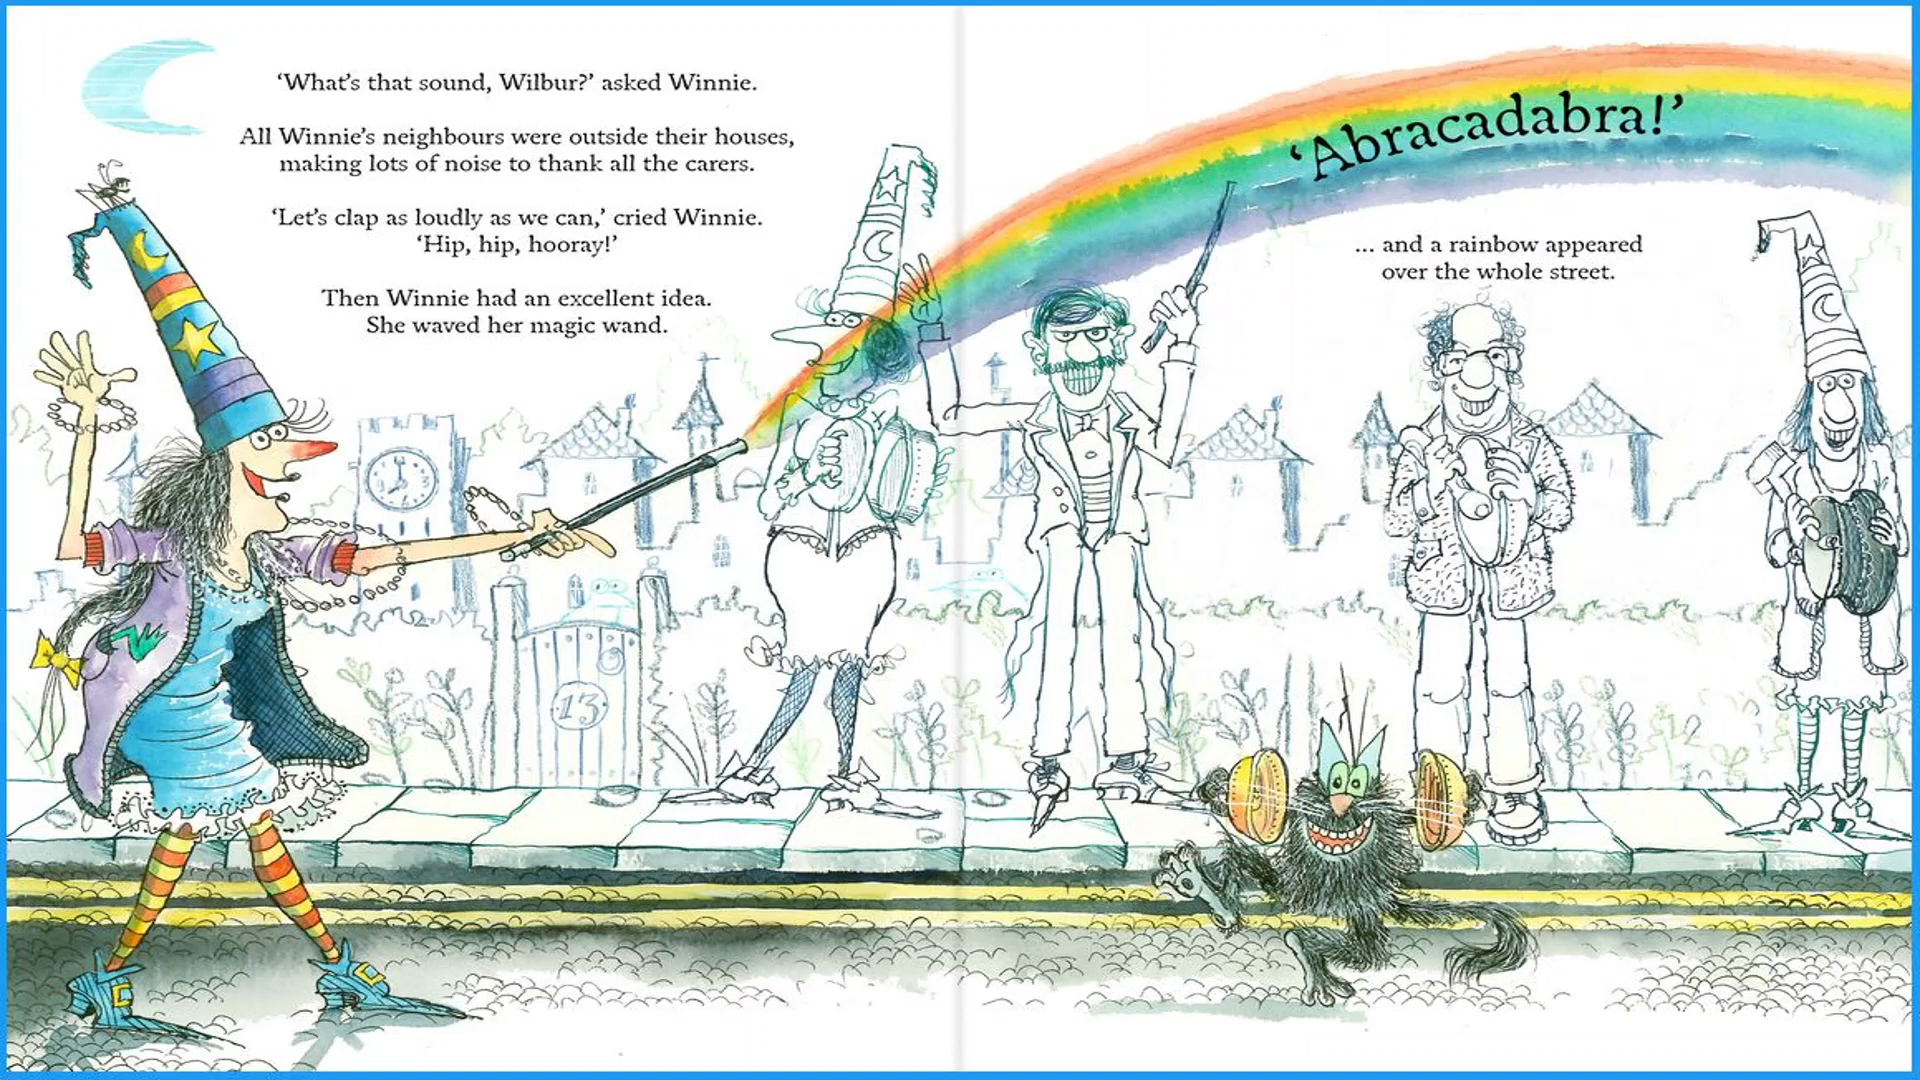 ‘What’s that sound, Wilbur?’ asked Winnie.
All Winnie’s neighbours were outside their houses,
making lots of noise to thank all the carers.
‘Let’s clap as loudly as we can,’ cried Winnie.
‘Hip, hip, hooray!’
Then Winnie had an excellent idea.
She waved her magic wand.
‘Abracadabra!’
... and a rainbow appeared
over the whole street.
13